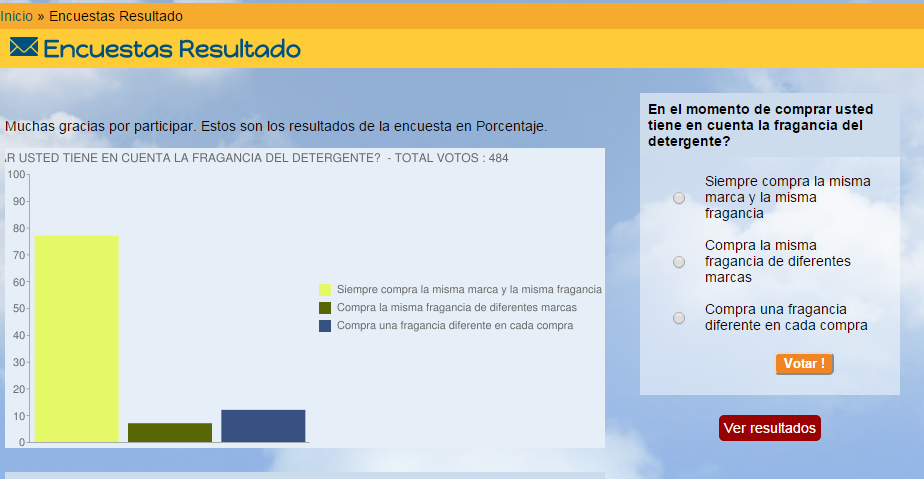 Inicio » Encuestas Resultado
Encuestas Resultado
Muchas gracias por participar. Estos son los resultados de la encuesta en Porcentaje.
AR USTED TIENE EN CUENTA LA FRAGANCIA DEL DETERGENTE? - TOTAL VOTOS : 484
100
90
80
70
60
50
40
30
20
10
0
Siempre compra la misma marca y la misma fragancia
Compra la misma fragancia de diferentes marcas
Compra una fragancia diferente en cada compra
En el momento de comprar usted
tiene en cuenta la fragancia del
detergente?
Siempre compra la misma
marca y la misma
fragancia
Compra la misma
fragancia de diferentes
marcas
Compra una fragancia
diferente en cada compra
Votar !
Ver resultados